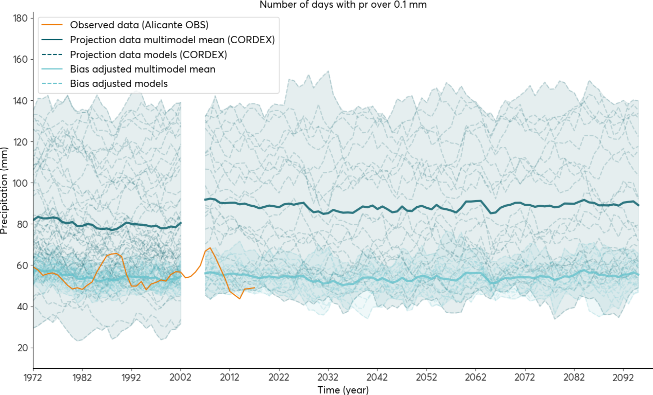 Number of days with pr over 0.1 mm
Observed data (Alicante OBS)
Projection data multimodel mean (CORDEX)
Projection data models (CORDEX)
Bias adjusted multimodel mean
Bias adjusted models
Precipitation (mm)
180
160
140
120
100
80
60
40
20
1972 1982 1992 2002 2012 2022 2032 2042 2052 2062 2072 2082 2092
Time (year)